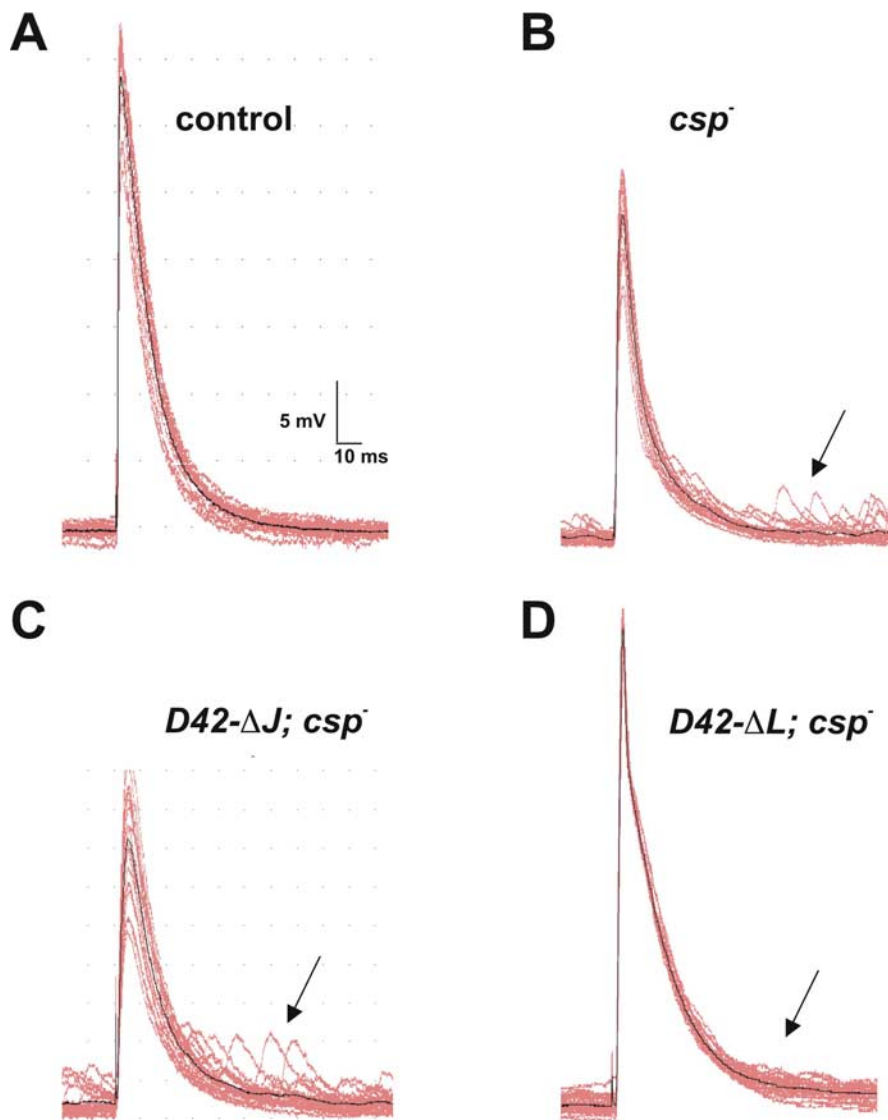 A
control
5 mV
10 ms
B
csp-
C
D42-ΔJ; csp-
D
D42-ΔL; csp-